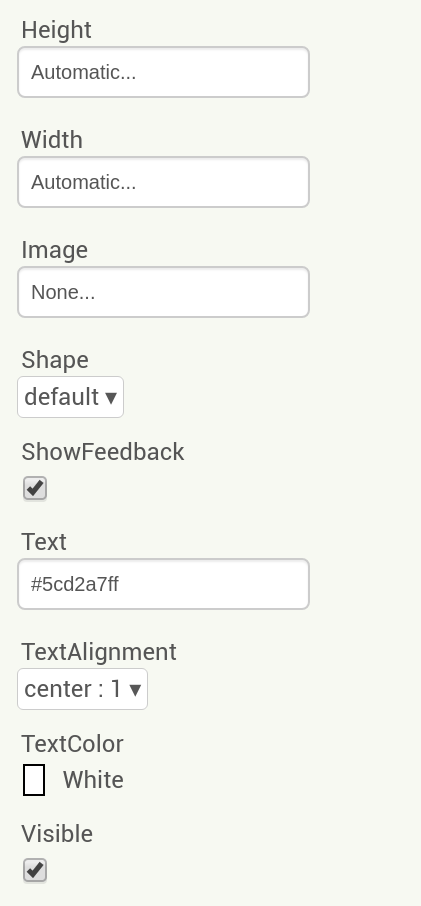 Height
Automatic...
Width
Automatic...
Image
None...
Shape
default ▾
ShowFeedback
Text
#5cd2a7ff
TextAlignment
center : 1 ▾
TextColor
White
Visible